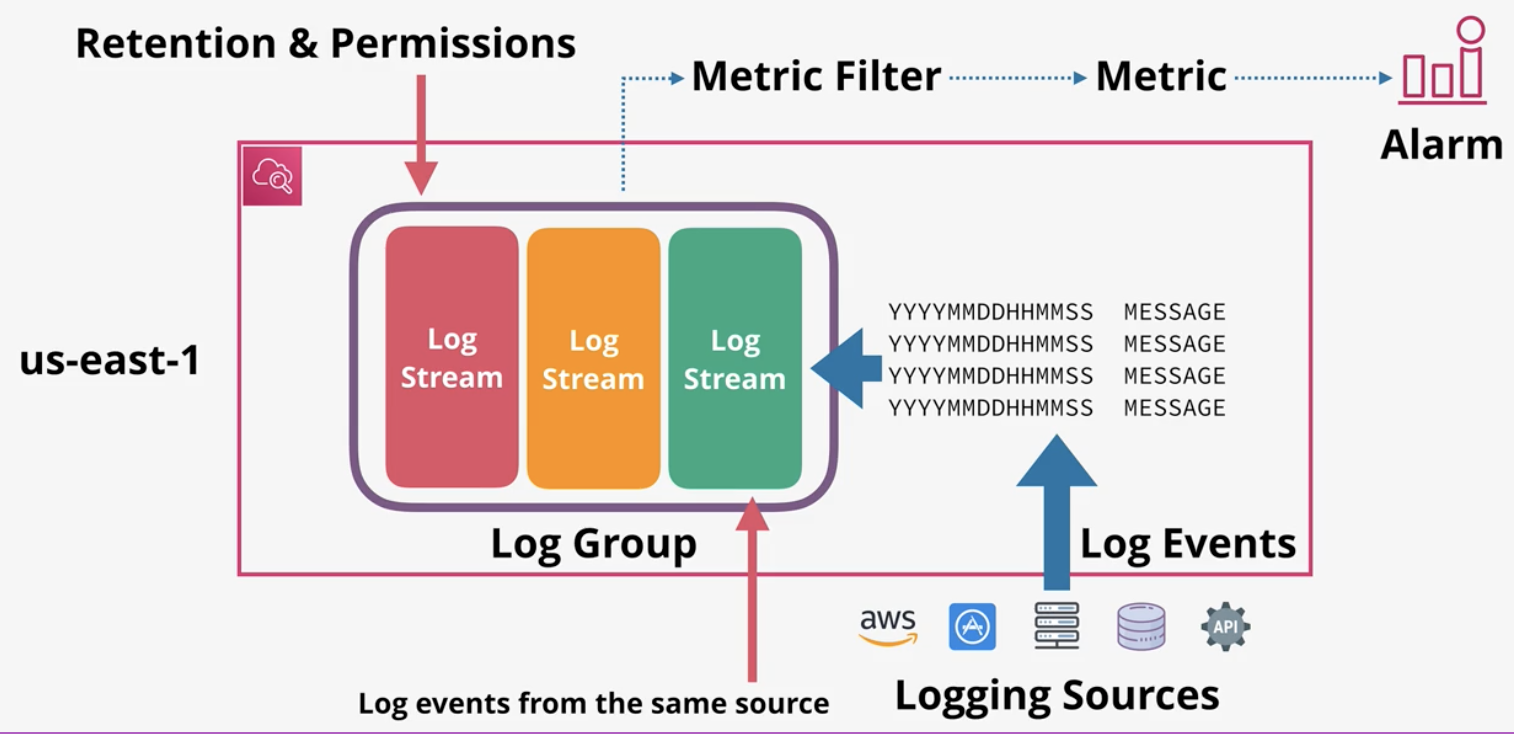 Retention & Permissions
Metric Filter
Metric
Alarm
us-east-1
Log
Stream
Log
Stream
Log
Stream
YYYYMMDDHHMMSS MESSAGE
YYYYMMDDHHMMSS MESSAGE
YYYYMMDDHHMMSS MESSAGE
YYYYMMDDHHMMSS MESSAGE
Log Group
Log Events
aws
API
Log events from the same source
Logging Sources